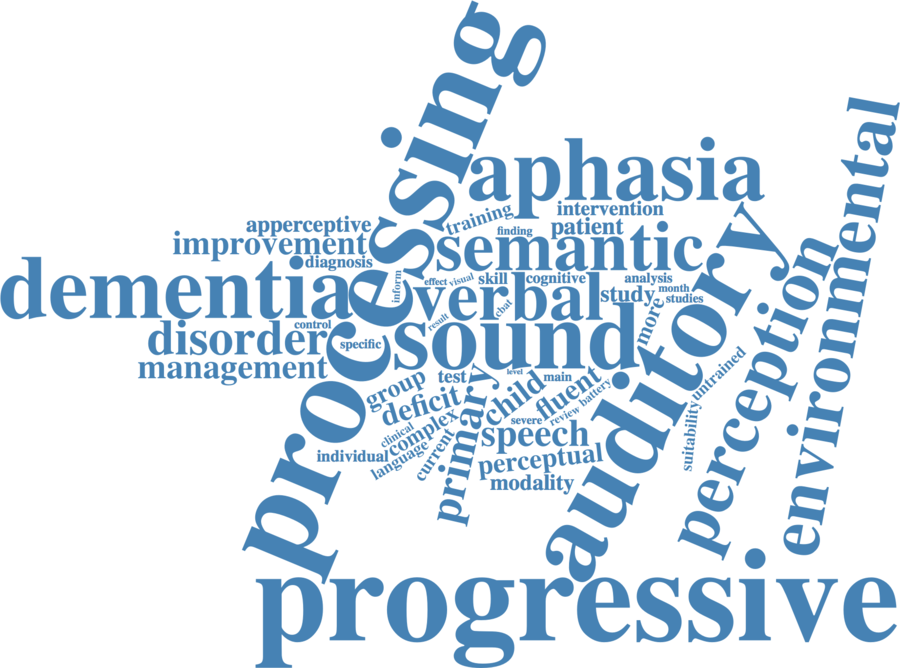 processing
aphasia
environmental
training
intervention
apperceptive
finding
patient
improvement
semantic
auditory
diagnosis
perception
dementia
inform
effect
visual
skill
cognitive
analysis
verbal
month
chat
study
studies
more
control
result
disorder
specific
sound
management
group
test
level
main
untrained
child
fluent
deficit
primary
review
battery
suitability
severe
clinical
complex
speech
individual
language
current
perceptual
modality
progressive